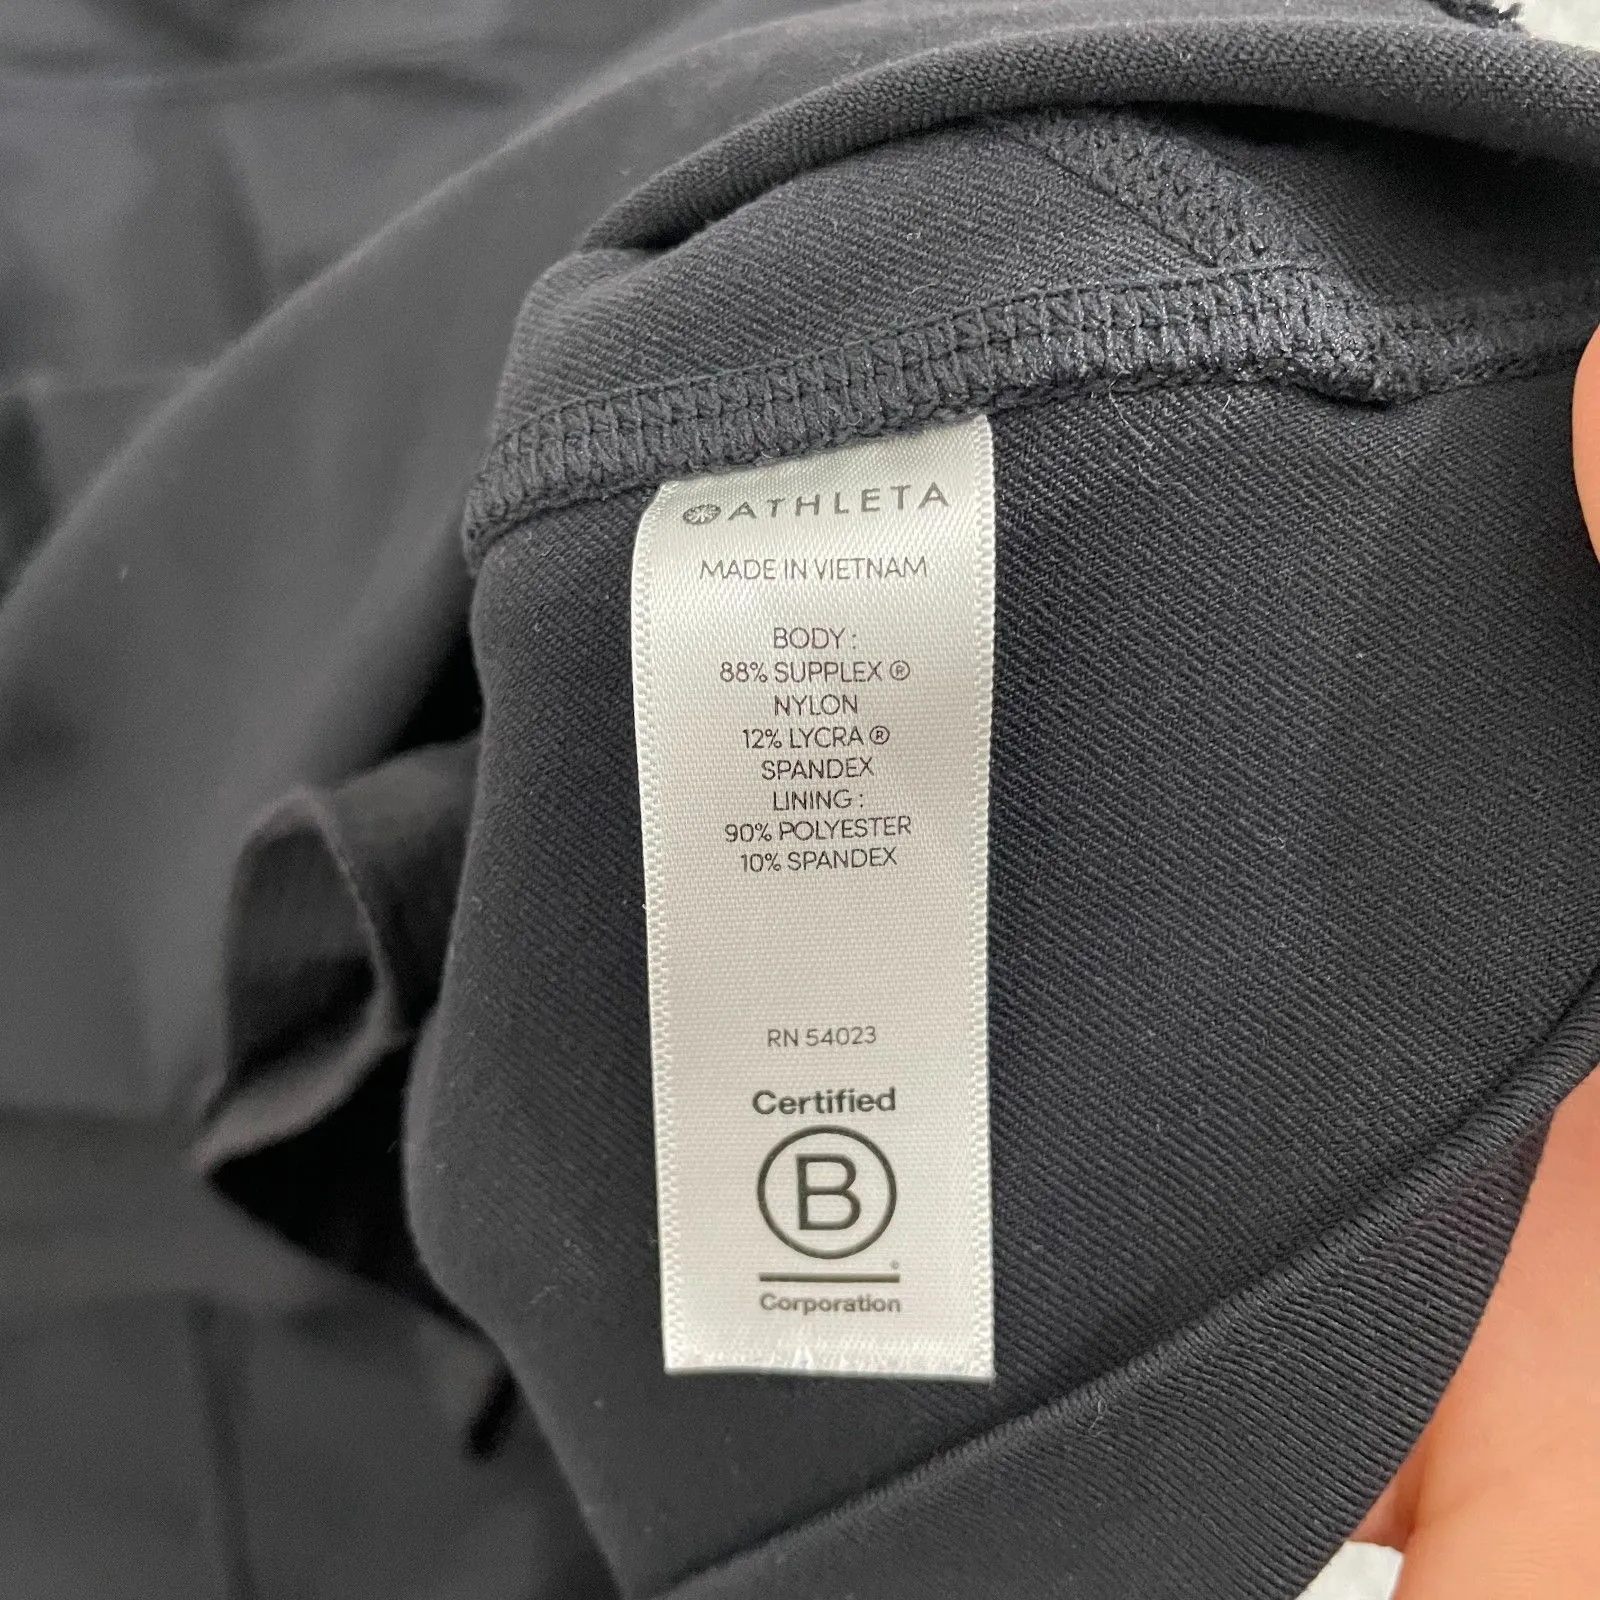 ATHLETA
MADE IN VIETNAM
BODY :
88% SUPPLEX ®
NYLON
12% LYCRA ®
SPANDEX
LINING :
90% POLYESTER
10% SPANDEX
RN 54023
Certified
B
®
Corporation